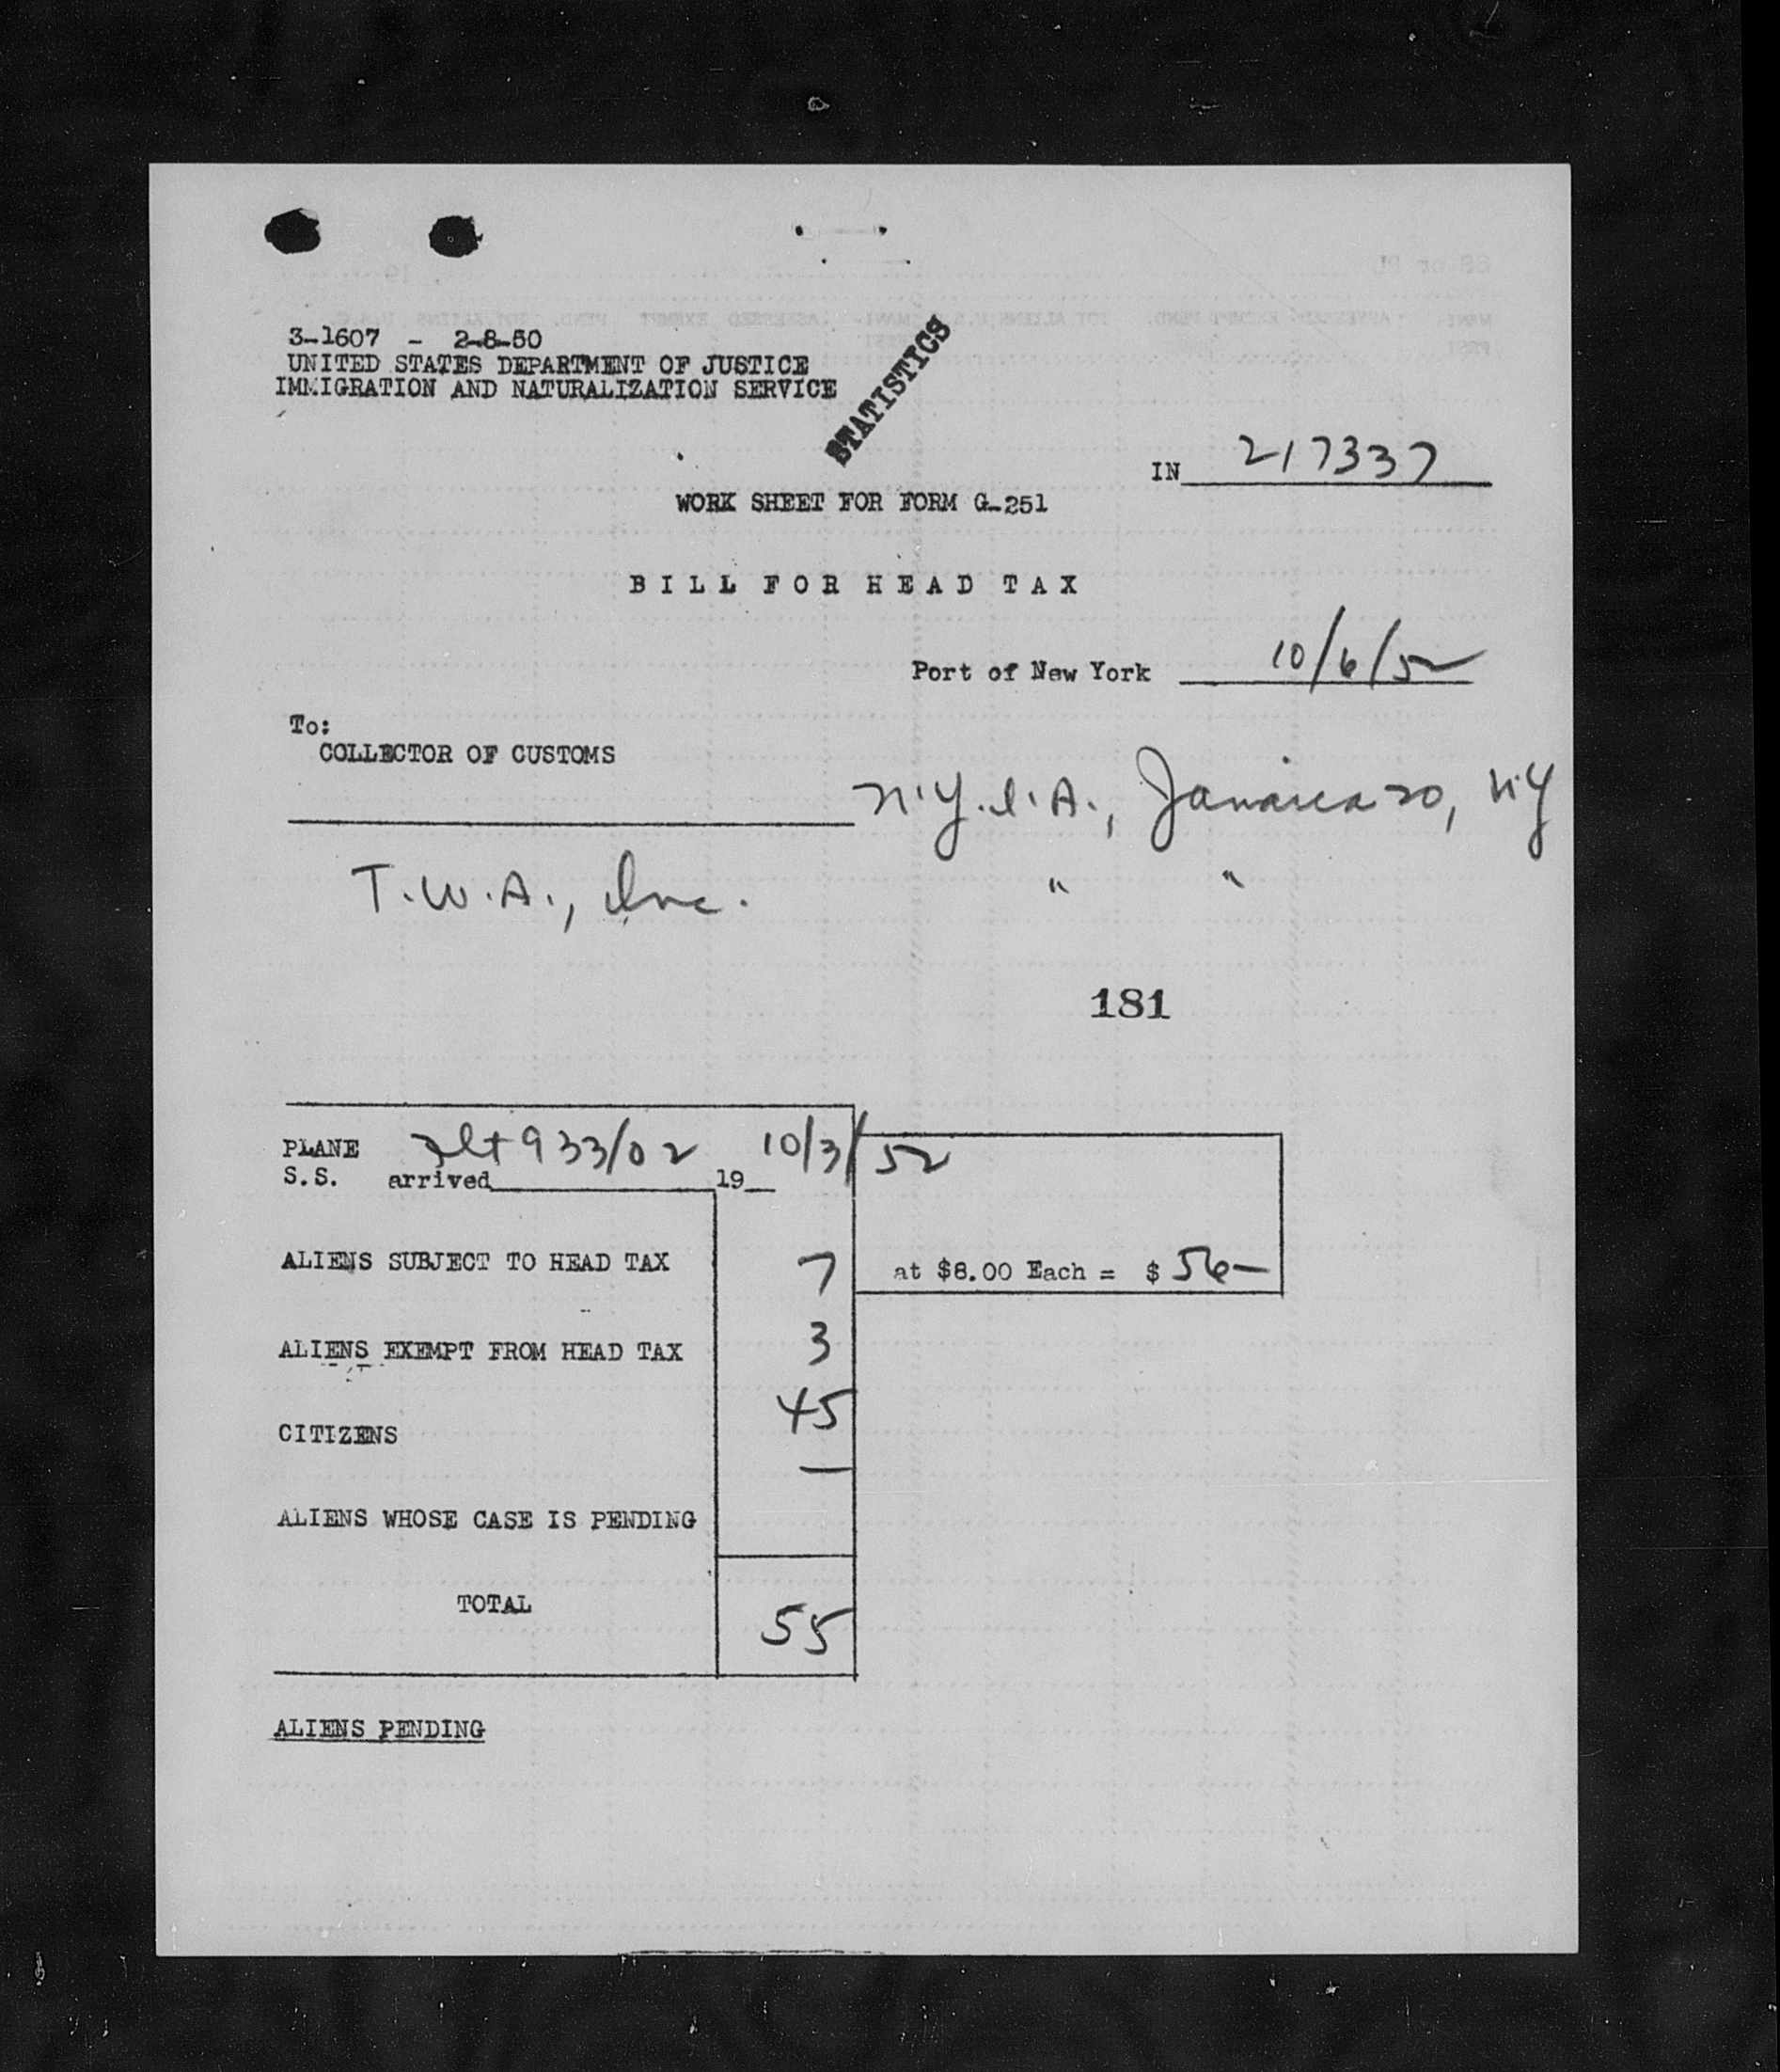 3-1607 - 2-8-50
UNITED STATES DEPARTMENT OF JUSTICE
IMMIGRATION AND NATURALIZATION SERVICE
STATISTICS
IN 217337
WORK SHEET FOR FORM G-251
BILL FOR HEAD TAX
Port of New York 10/6/52
To:
COLLECTOR OF CUSTOMS
N.Y.I.A., Jamaica 30, N.Y
T.W.A., Inc. " "
181
PLANE Flt 933/02 10/3/52
S.S. arrived 19
ALIENS SUBJECT TO HEAD TAX 7 at $8.00 Each = $ 56-
ALIENS EXEMPT FROM HEAD TAX 3
CITIZENS 45
ALIENS WHOSE CASE IS PENDING —
TOTAL 55
ALIENS PENDING